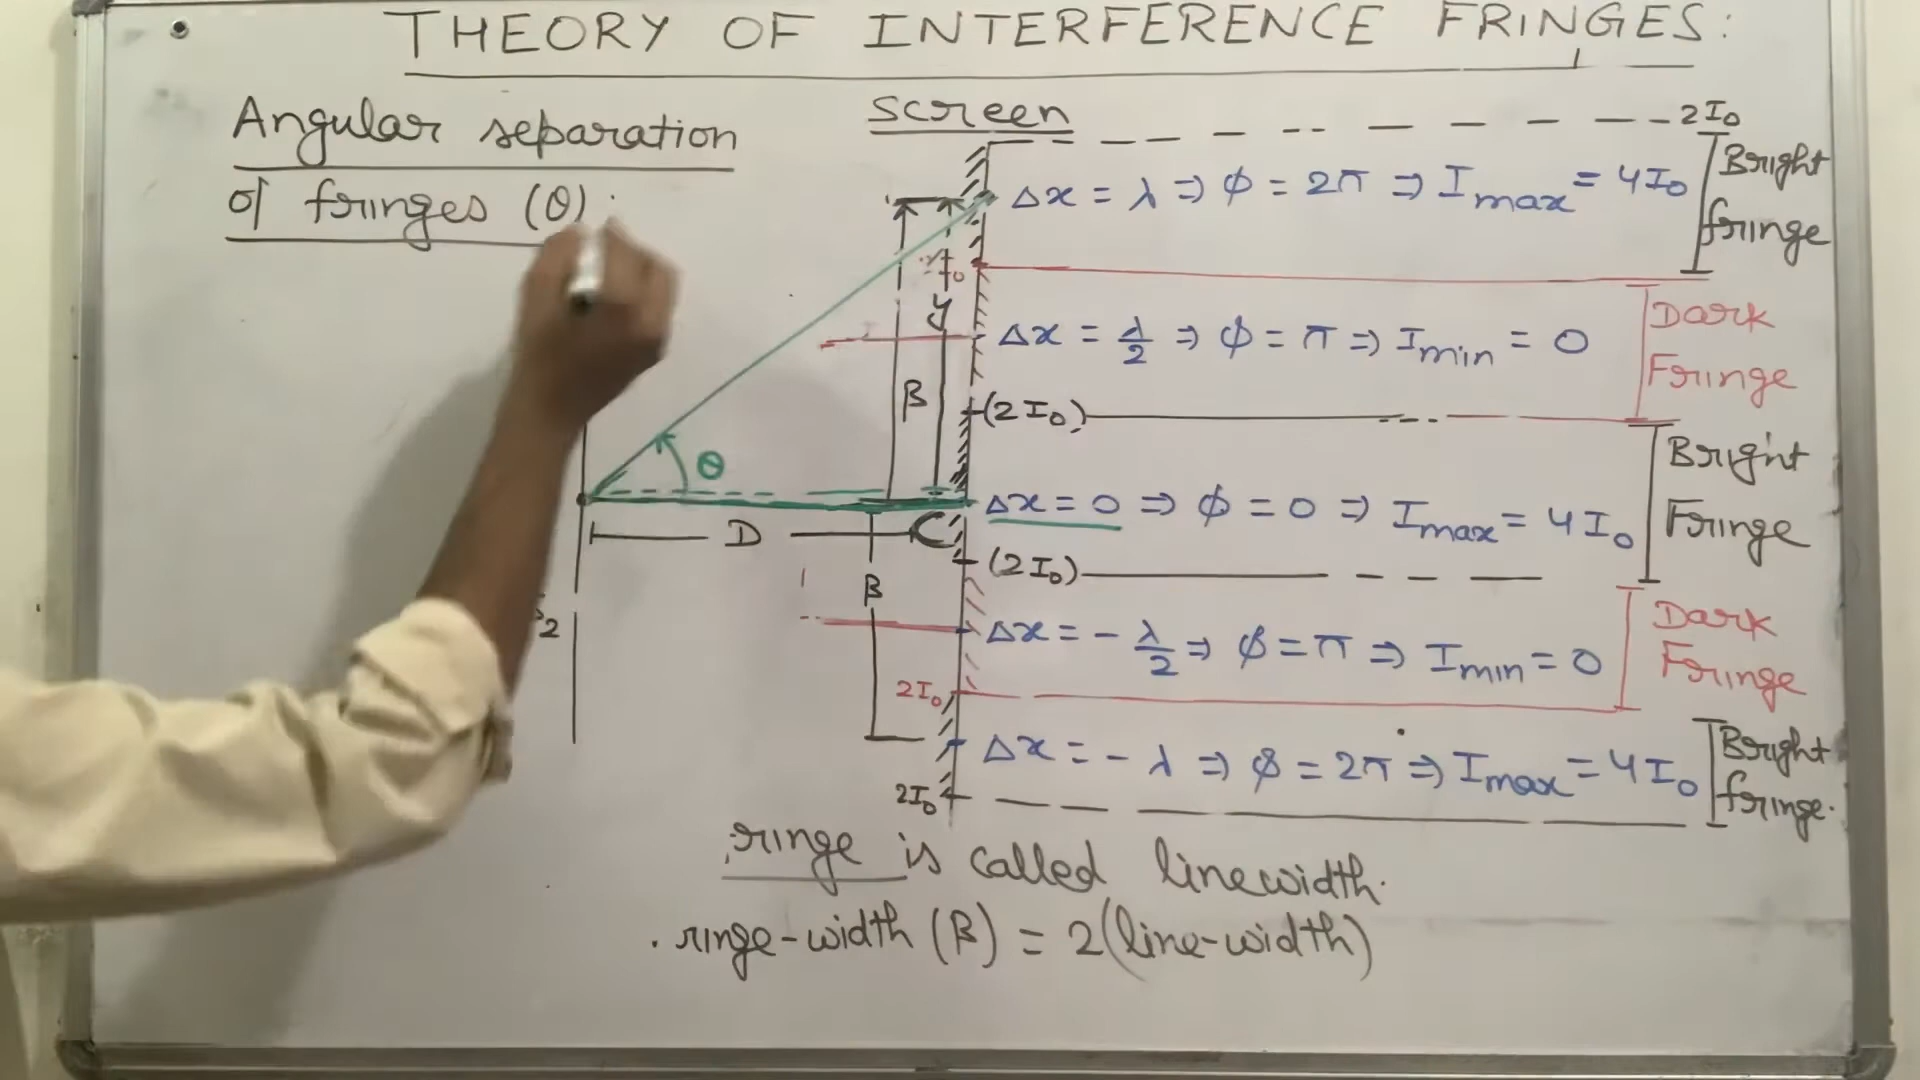 THEORY OF INTERFERENCE FRINGES:
Angular separation
of fringes (θ):
screen
2I₀
Δx = λ ⇒ ϕ = 2π ⇒ Imax = 4I₀
Bright
fringe
y
Δx = λ/2 ⇒ ϕ = π ⇒ Imin = 0
Dark
Fringe
β
(2I₀)
θ
Δx = 0 ⇒ ϕ = 0 ⇒ Imax = 4I₀
Bright
Fringe
D
C
(2I₀)
β
2
Δx = - λ/2 ⇒ ϕ = π ⇒ Imin = 0
Dark
Fringe
2I₀
Δx = - λ ⇒ ϕ = 2π ⇒ Imax = 4I₀
Bright
fringe.
2I₀
ringe is called linewidth.
ringe-width (β) = 2(line-width)